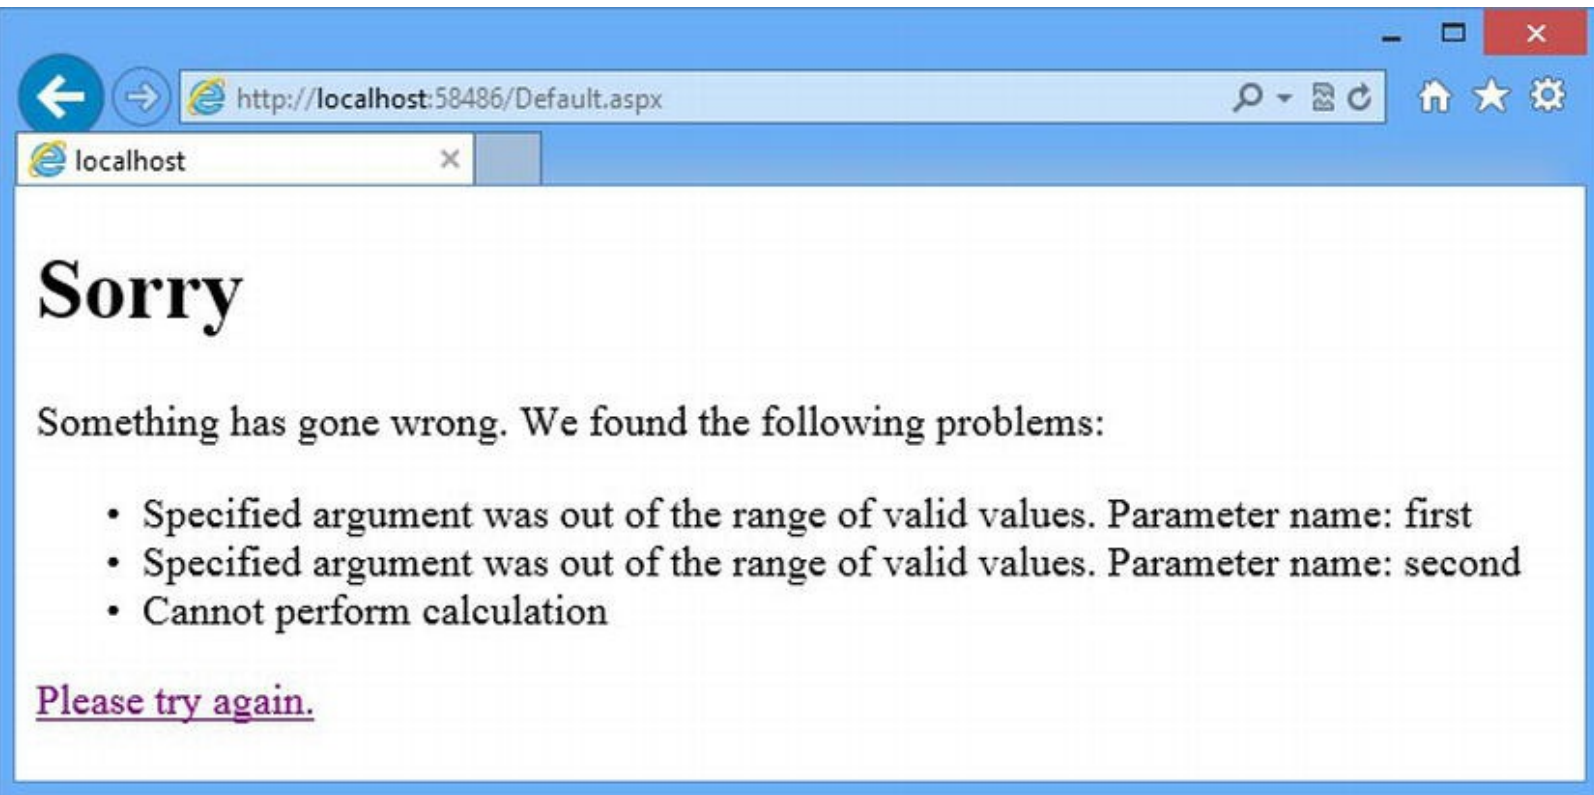 http://localhost:58486/Default.aspx
localhost
Sorry
Something has gone wrong. We found the following problems:
• Specified argument was out of the range of valid values. Parameter name: first
• Specified argument was out of the range of valid values. Parameter name: second
• Cannot perform calculation
Please try again.